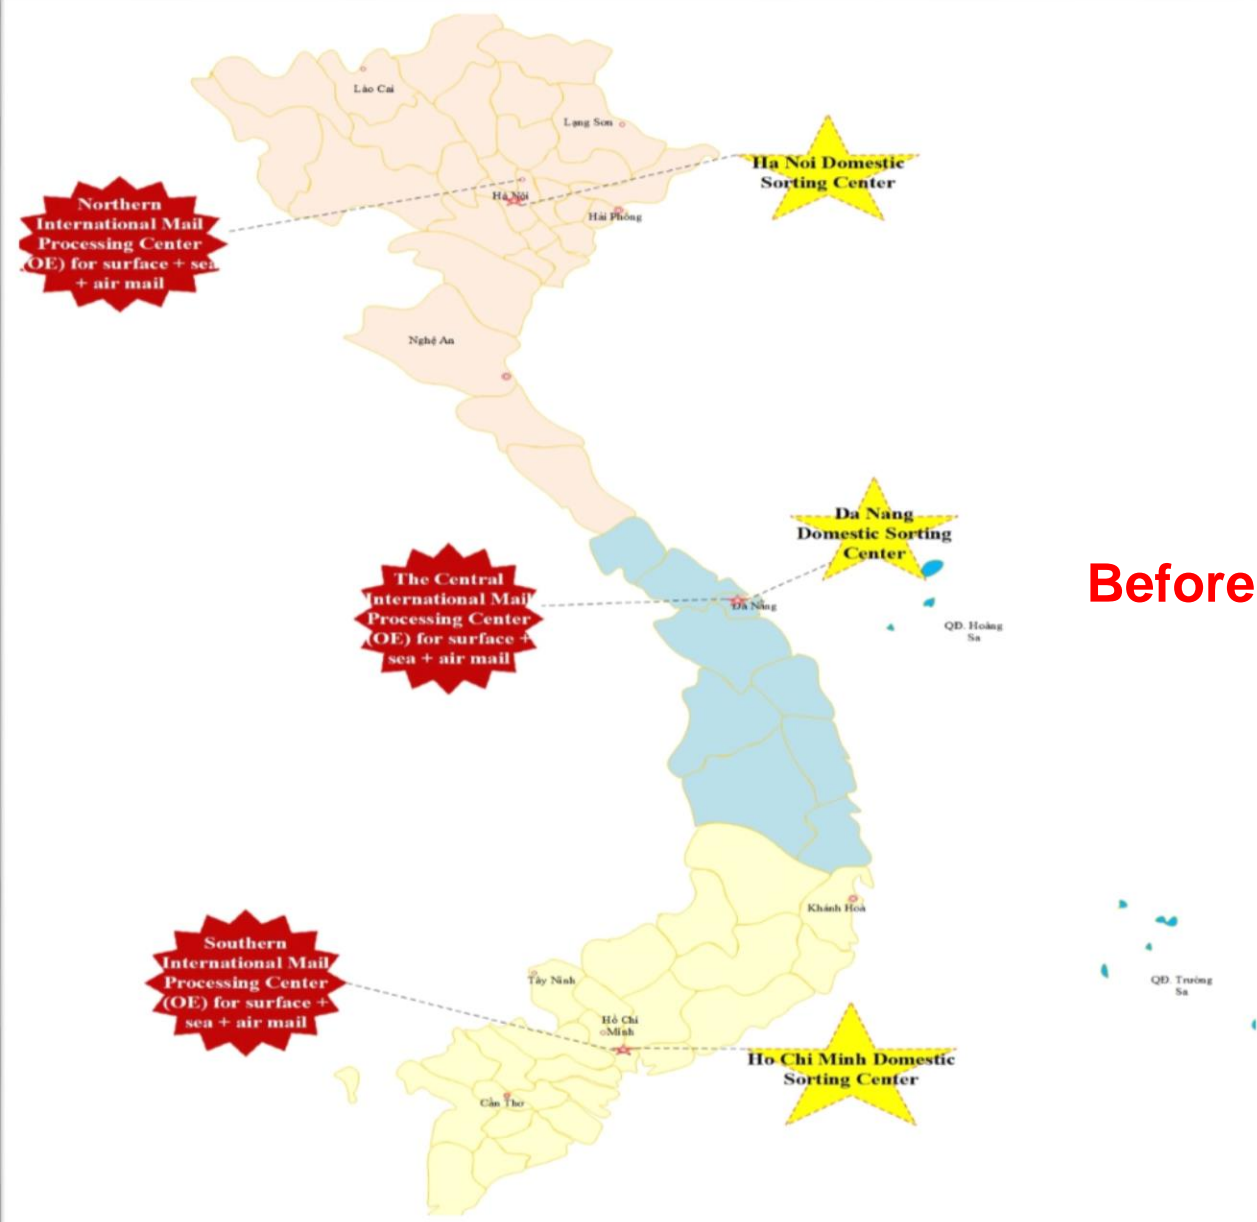 Lào Cai
Lạng Sơn
Ha Noi Domestic
Sorting Center
Northern
International Mail
Processing Center
(OE) for surface + sea
+ air mail
Hà Nội
Hải Phòng
Nghệ An
Da Nang
Domestic Sorting
Center
The Central
International Mail
Processing Center
(OE) for surface +
sea + air mail
Before
Đà Nẵng
QĐ. Hoàng
Sa
Khánh Hoà
Southern
International Mail
Processing Center
(OE) for surface +
sea + air mail
Tây Ninh
QĐ. Trường
Sa
Hồ Chí
Minh
Ho Chi Minh Domestic
Sorting Center
Cần Thơ